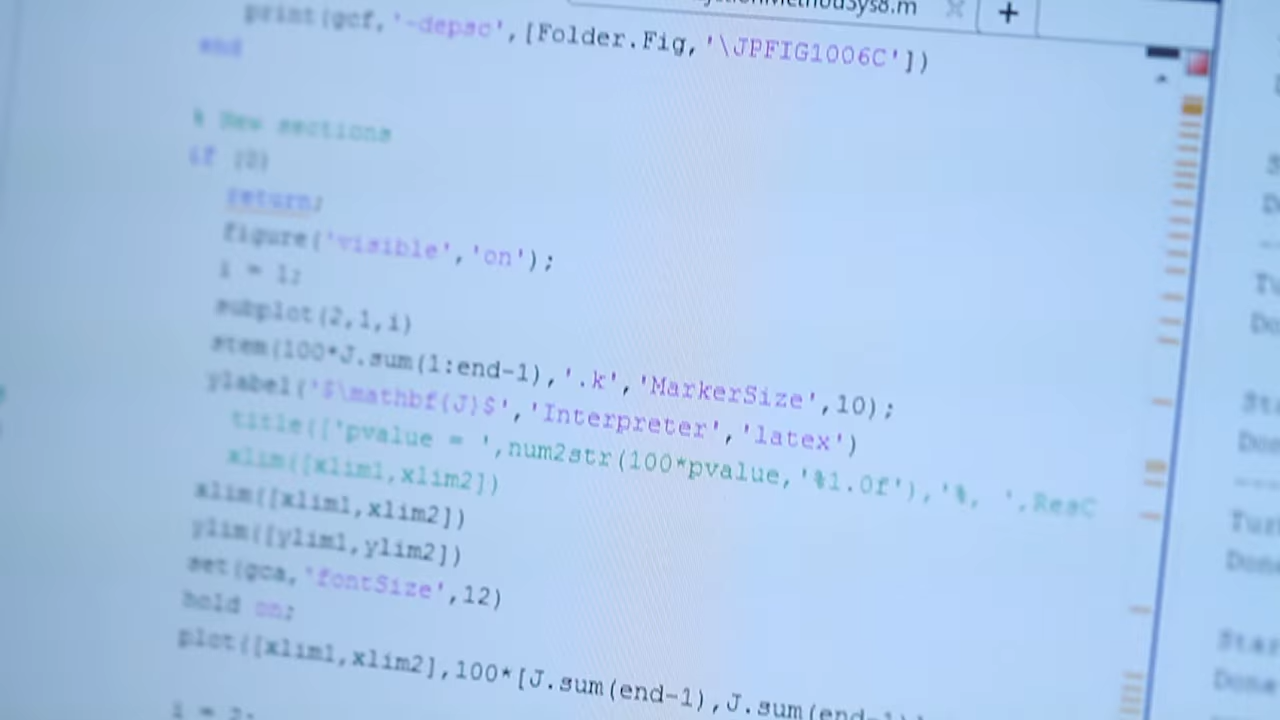 Sys8.m
+
print(gcf,'-depsc',[Folder.Fig,'\JPFIG1006C'])
end
% New sections
if (0)
return;
figure('visible','on');
i = 1;
subplot(2,1,i)
stem(100*J.sum(1:end-1),'.k','MarkerSize',10);
ylabel('$\mathbf{J}$','Interpreter','latex')
title(['pvalue = ',num2str(100*pvalue,'%1.0f'),'%, ',ResC
xlim([xlim1,xlim2])
xlim([xlim1,xlim2])
ylim([ylim1,ylim2])
set(gca,'fontSize',12)
hold on;
plot([xlim1,xlim2],100*[J.sum(end-1),J.sum(end-1)
i = 2;
Done